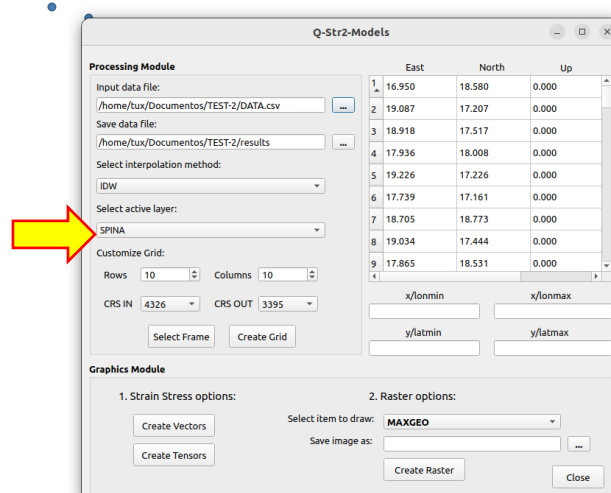 Q-Str2-Models
Processing Module
Input data file:
/home/tux/Documentos/TEST-2/DATA.csv ...
Save data file:
/home/tux/Documentos/TEST-2/results ...
Select interpolation method:
IDW
Select active layer:
SPINA
Customize Grid:
Rows 10 Columns 10
CRS IN 4326 CRS OUT 3395
Select Frame Create Grid
East North Up
1 16.950 18.580 0.000
2 19.087 17.207 0.000
3 18.918 17.517 0.000
4 17.936 18.008 0.000
5 19.226 17.226 0.000
6 17.739 17.161 0.000
7 18.705 18.773 0.000
8 19.034 17.444 0.000
9 17.865 18.531 0.000
x/lonmin x/lonmax
y/latmin y/latmax
Graphics Module
1. Strain Stress options:
Create Vectors
Create Tensors
2. Raster options:
Select item to draw: MAXGEO
Save image as: ...
Create Raster
Close